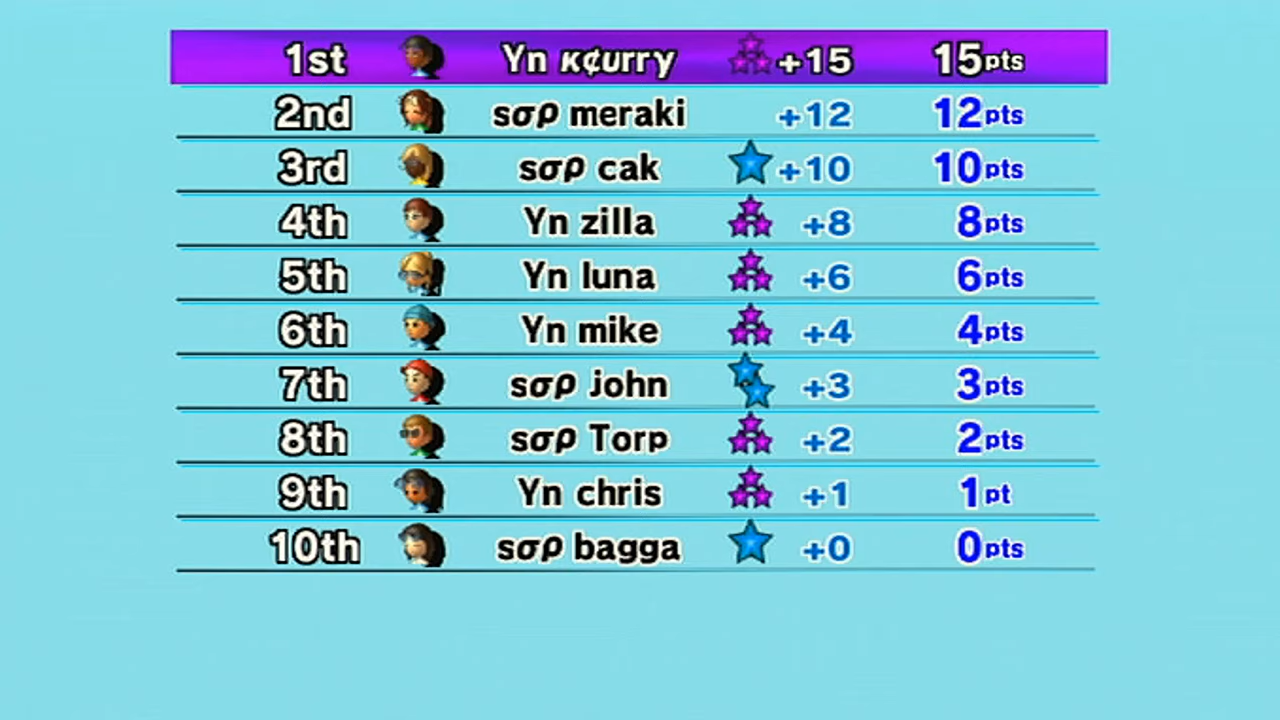 1st Yn κ¢υrry +15 15pts
2nd sσρ meraki +12 12pts
3rd sσρ cak +10 10pts
4th Yn zilla +8 8pts
5th Yn luna +6 6pts
6th Yn mike +4 4pts
7th sσρ john +3 3pts
8th sσρ Torp +2 2pts
9th Yn chris +1 1pt
10th sσρ bagga +0 0pts